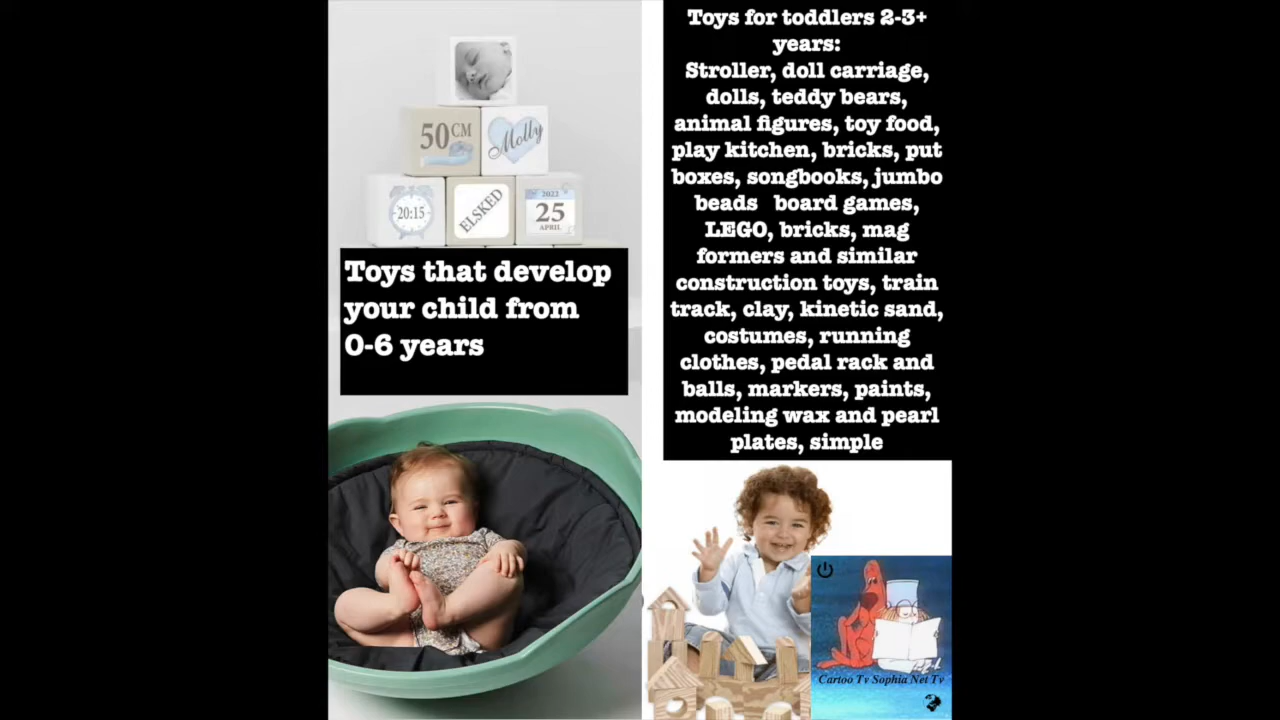 50CM
Molly
20:15
ELSKED
2022
25
APRIL
Toys that develop
your child from
0-6 years
Toys for toddlers 2-3+
years:
Stroller, doll carriage,
dolls, teddy bears,
animal figures, toy food,
play kitchen, bricks, put
boxes, songbooks, jumbo
beads board games,
LEGO, bricks, mag
formers and similar
construction toys, train
track, clay, kinetic sand,
costumes, running
clothes, pedal rack and
balls, markers, paints,
modeling wax and pearl
plates, simple
Cartoo Tv Sophia Net Tv